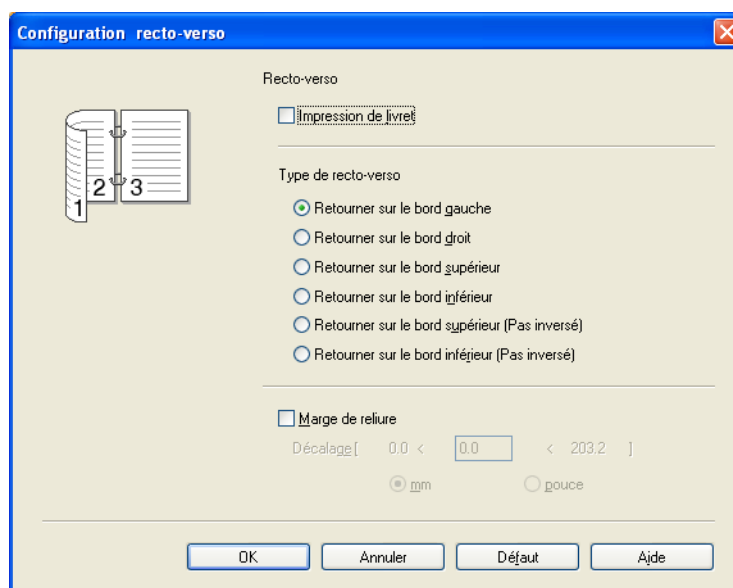 Configuration recto-verso
Recto-verso
Impression de livret
1 2 3
Type de recto-verso
Retourner sur le bord gauche
Retourner sur le bord droit
Retourner sur le bord supérieur
Retourner sur le bord inférieur
Retourner sur le bord supérieur (Pas inversé)
Retourner sur le bord inférieur (Pas inversé)
Marge de reliure
Décalage [ 0.0 < 0.0 < 203.2 ]
mm pouce
OK Annuler Défaut Aide